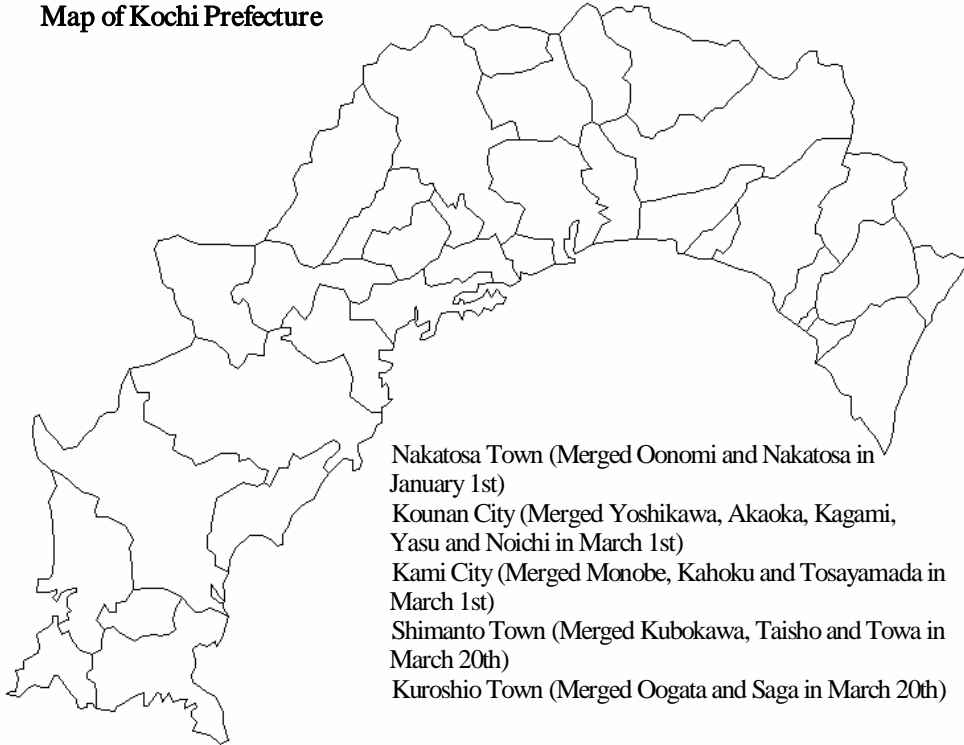 Map of Kochi Prefecture
Nakatosa Town (Merged Oonomi and Nakatosa in
January 1st)
Kounan City (Merged Yoshikawa, Akaoka, Kagami,
Yasu and Noichi in March 1st)
Kami City (Merged Monobe, Kahoku and Tosayamada in
March 1st)
Shimanto Town (Merged Kubokawa, Taisho and Towa in
March 20th)
Kuroshio Town (Merged Oogata and Saga in March 20th)